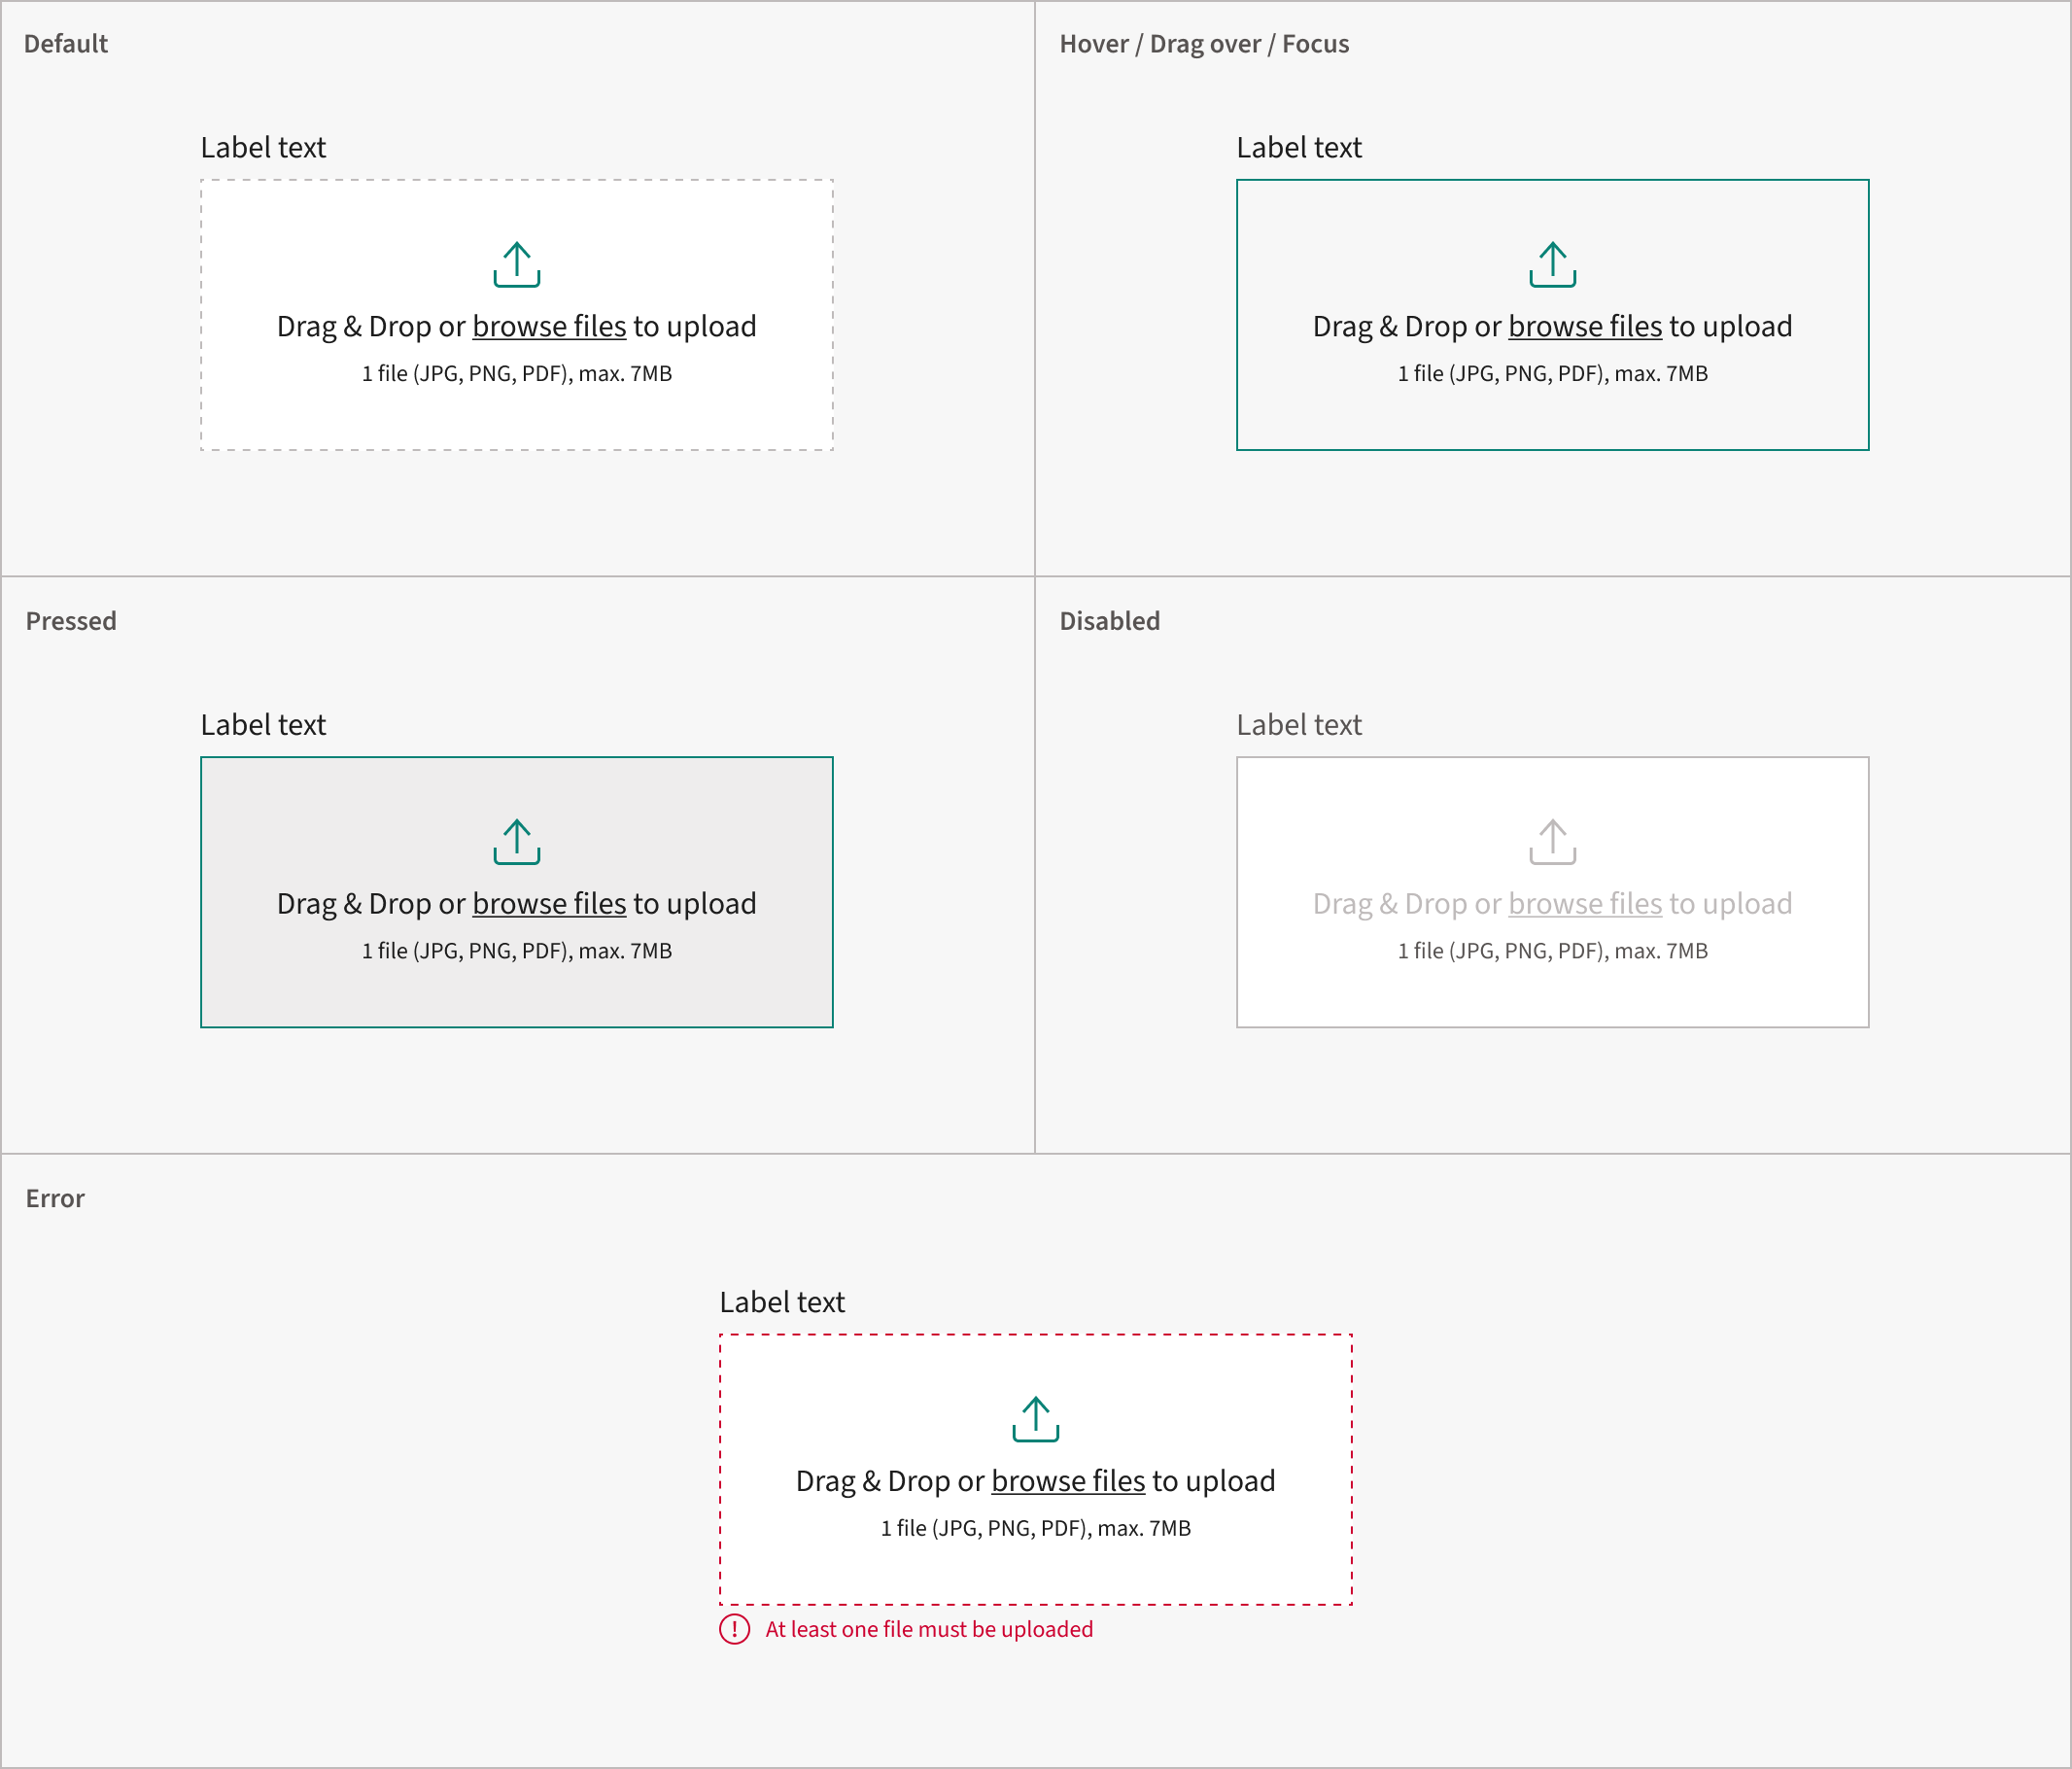 Default
Label text
Drag & Drop or browse files to upload
1 file (JPG, PNG, PDF), max. 7MB
Hover / Drag over / Focus
Label text
Drag & Drop or browse files to upload
1 file (JPG, PNG, PDF), max. 7MB
Pressed
Label text
Drag & Drop or browse files to upload
1 file (JPG, PNG, PDF), max. 7MB
Disabled
Label text
Drag & Drop or browse files to upload
1 file (JPG, PNG, PDF), max. 7MB
Error
Label text
Drag & Drop or browse files to upload
1 file (JPG, PNG, PDF), max. 7MB
At least one file must be uploaded